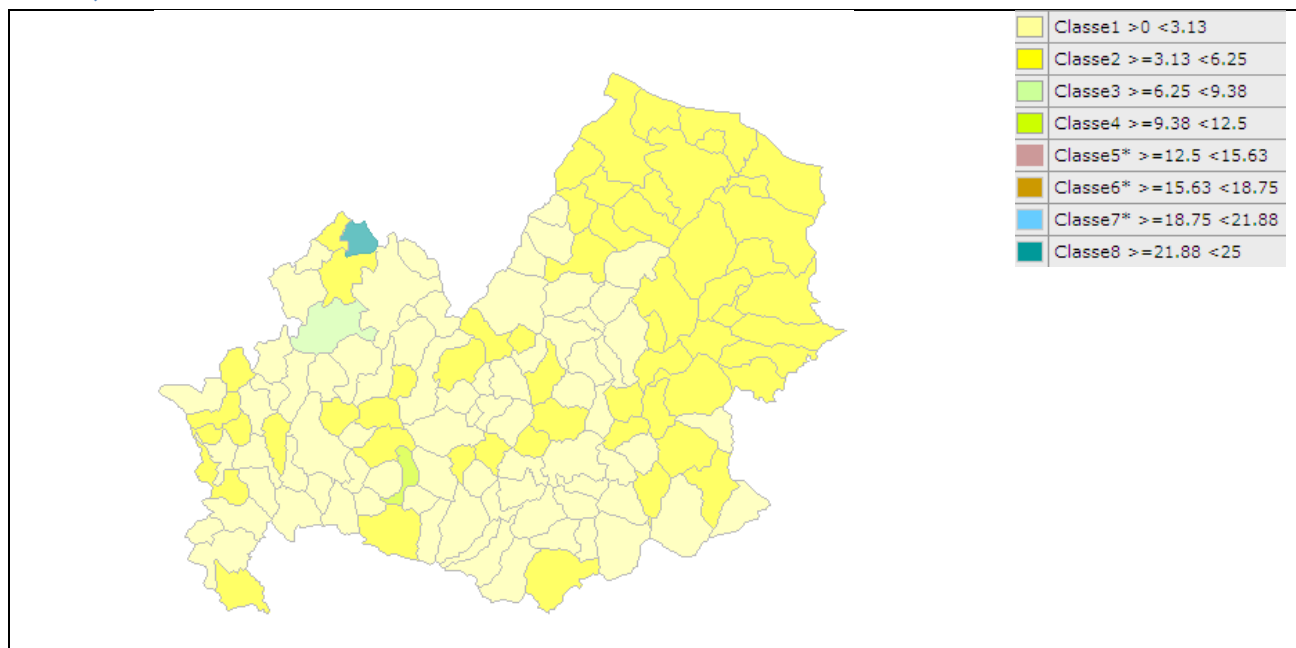 Classe1 >0 <3.13
Classe2 >=3.13 <6.25
Classe3 >=6.25 <9.38
Classe4 >=9.38 <12.5
Classe5* >=12.5 <15.63
Classe6* >=15.63 <18.75
Classe7* >=18.75 <21.88
Classe8 >=21.88 <25